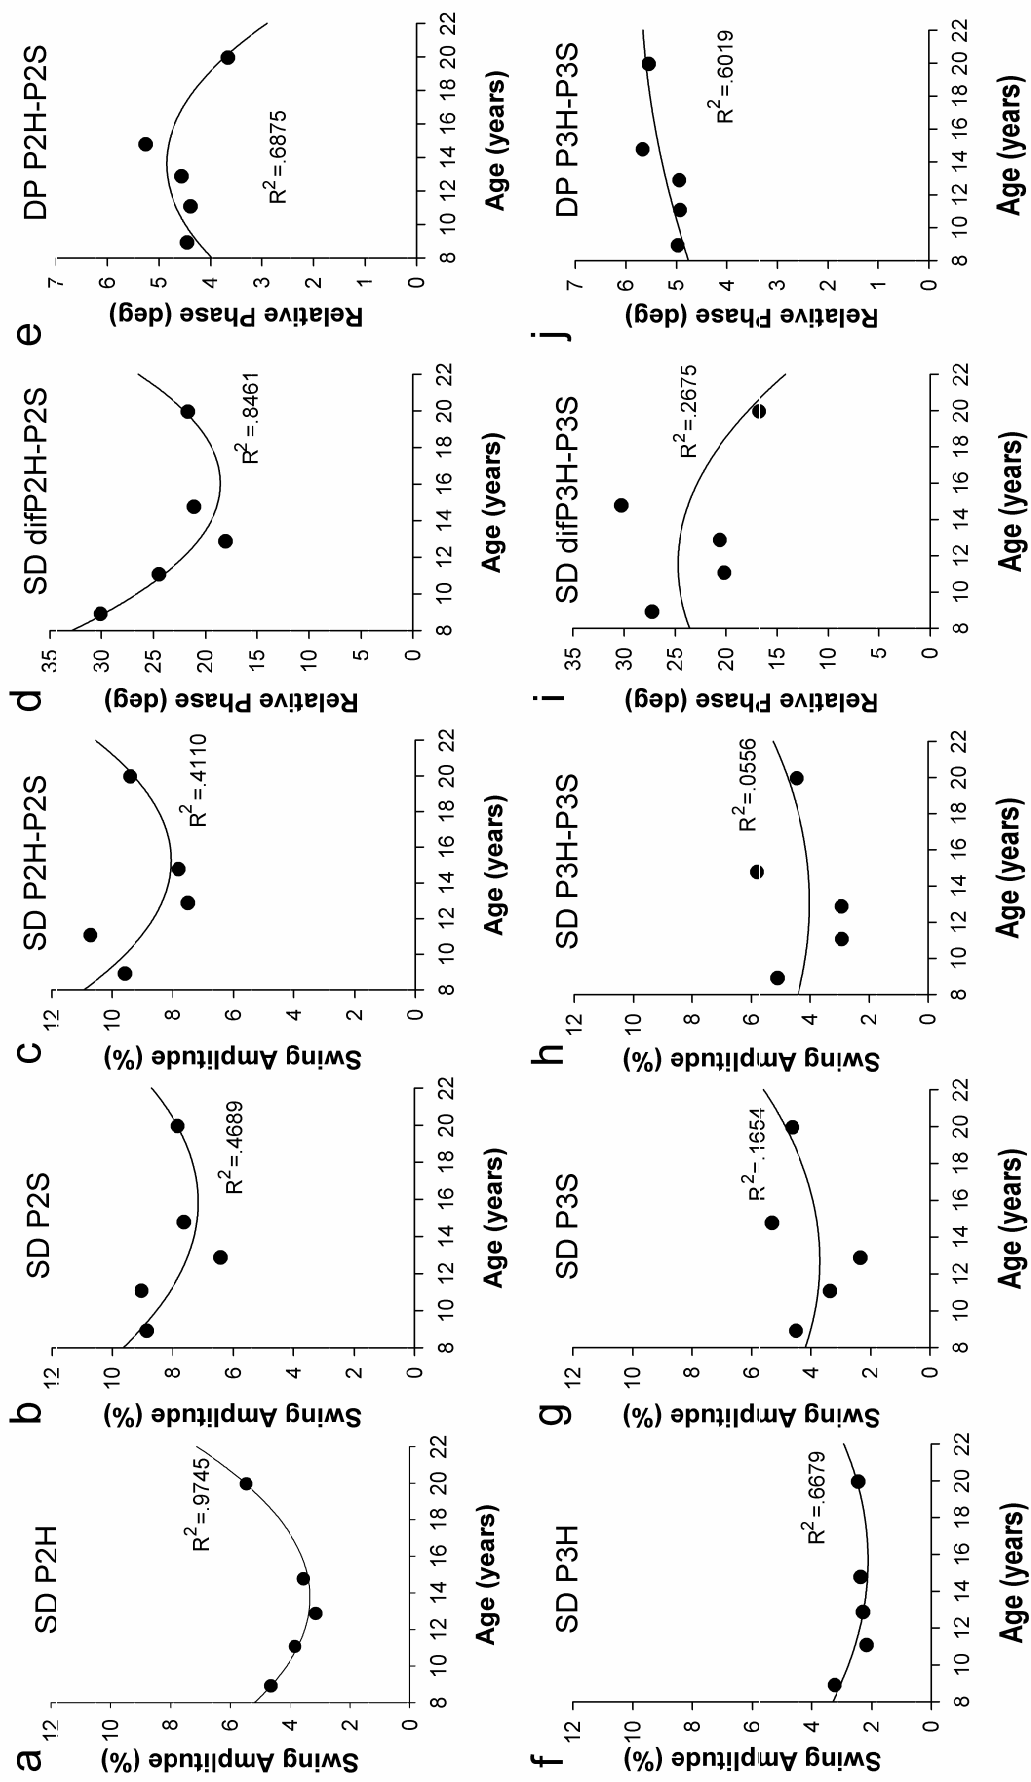 a
SD P2H
12
10
8
6
4
2
0
Swing Amplitude (%)
R²=.9745
8 10 12 14 16 18 20 22
Age (years)
b
SD P2S
12
10
8
6
4
2
0
Swing Amplitude (%)
R²=.4689
8 10 12 14 16 18 20 22
Age (years)
c
SD P2H-P2S
12
10
8
6
4
2
0
Swing Amplitude (%)
R²=.4110
8 10 12 14 16 18 20 22
Age (years)
d
SD difP2H-P2S
35
30
25
20
15
10
5
0
Relative Phase (deg)
R²=.8461
8 10 12 14 16 18 20 22
Age (years)
e
DP P2H-P2S
7
6
5
4
3
2
1
0
Relative Phase (deg)
R²=.6875
8 10 12 14 16 18 20 22
Age (years)
f
SD P3H
12
10
8
6
4
2
0
Swing Amplitude (%)
R²=.6679
8 10 12 14 16 18 20 22
Age (years)
g
SD P3S
12
10
8
6
4
2
0
Swing Amplitude (%)
R²=.1654
8 10 12 14 16 18 20 22
Age (years)
h
SD P3H-P3S
12
10
8
6
4
2
0
Swing Amplitude (%)
R²=.0556
8 10 12 14 16 18 20 22
Age (years)
i
SD difP3H-P3S
35
30
25
20
15
10
5
0
Relative Phase (deg)
R²=.2675
8 10 12 14 16 18 20 22
Age (years)
j
DP P3H-P3S
7
6
5
4
3
2
1
0
Relative Phase (deg)
R²=.6019
8 10 12 14 16 18 20 22
Age (years)